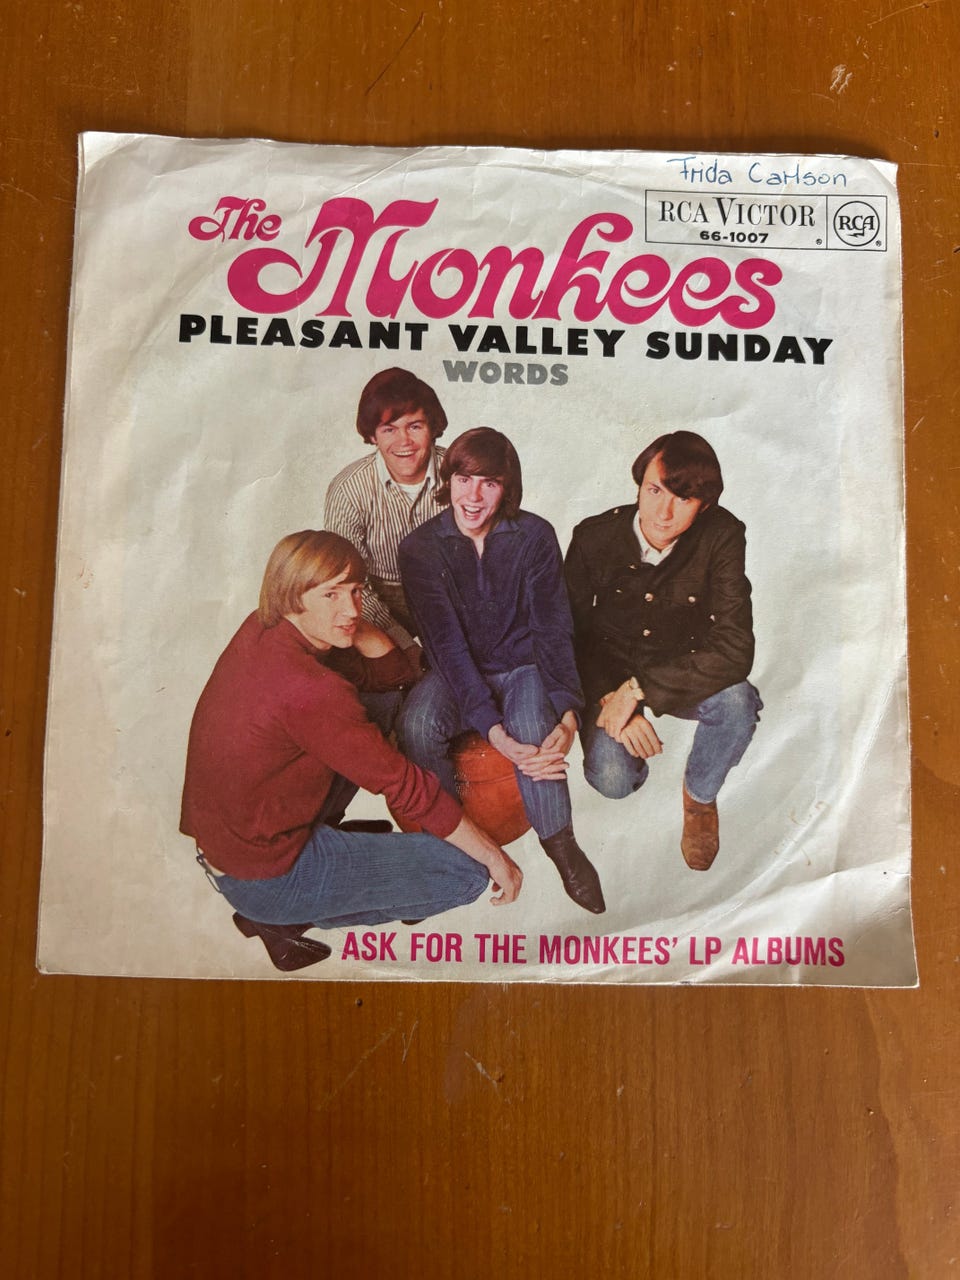 Frida Carlson
RCA VICTOR
66-1007
RCA
The Monkees
PLEASANT VALLEY SUNDAY
WORDS
ASK FOR THE MONKEES' LP ALBUMS